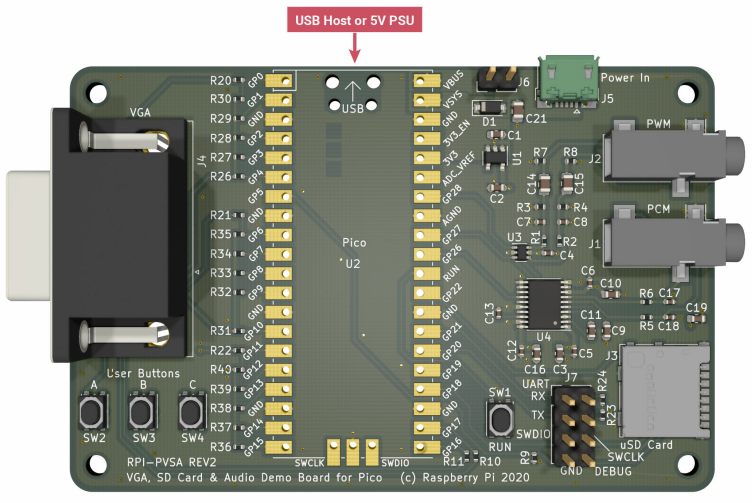 USB Host or 5V PSU
R20 GP0 VBUS J6 Power In
R30 GP1 USB VSYS J5
VGA R29 GND GND D1 C21 PWM
R28 GP2 3V3_EN C1
J4 R27 GP3 3V3 U1 R7 R8 J2
R26 GP4 ADC_VREF C14 C15
GP5 GP28 C2
R21 GND AGND R3 R4 PCM
R35 GP6 GP27 C7 C8
Pico R1 R2
R34 GP7 U2 GP26 U3 C4 J1
R33 GP8 RUN C6
R32 GP9 GP22 C10 R6 C17
GND GND C13 C19
R31 GP10 GP21 U4 C11 C9 R5 C18
R22 GP11 GP20 C12 C5 J3
R40 GP12 GP19 C16 C3
User Buttons J7
R39 GP13 GP18 UART R24
A B C SW1 RX
R38 GND GND TX R23
R37 GP14 GP17 SWDIO uSD Card
SW2 SW3 SW4 RUN
R36 GP15 GP16 SWCLK
SWCLK SWDIO R11 R10 R9
RPI-PVSA REV2 GND DEBUG
VGA, SD Card & Audio Demo Board for Pico (c) Raspberry Pi 2020